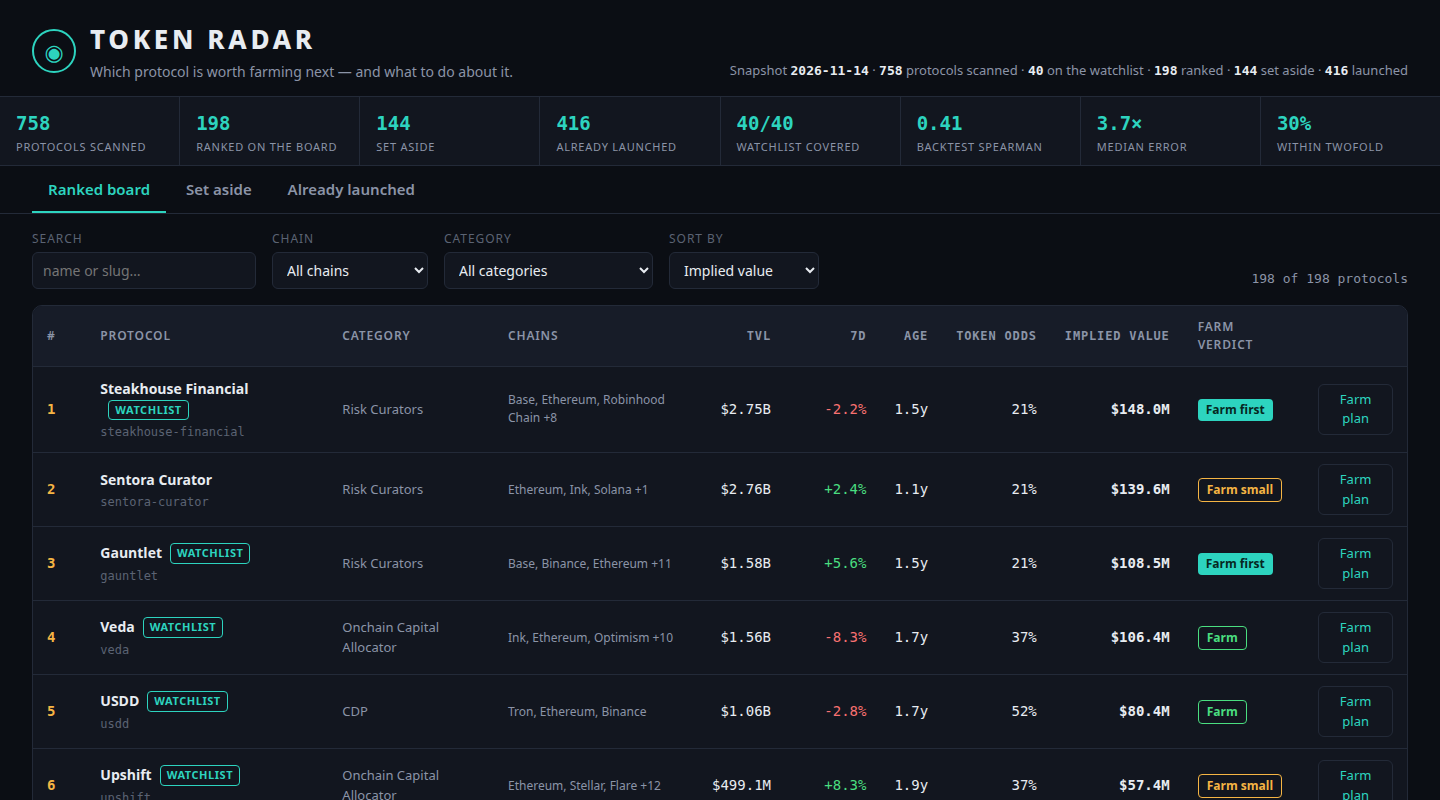 TOKEN RADAR
Which protocol is worth farming next — and what to do about it.
Snapshot 2026-11-14 · 758 protocols scanned · 40 on the watchlist · 198 ranked · 144 set aside · 416 launched
758
PROTOCOLS SCANNED
198
RANKED ON THE BOARD
144
SET ASIDE
416
ALREADY LAUNCHED
40/40
WATCHLIST COVERED
0.41
BACKTEST SPEARMAN
3.7×
MEDIAN ERROR
30%
WITHIN TWOFOLD
Ranked board
Set aside
Already launched
SEARCH
CHAIN
CATEGORY
SORT BY
name or slug...
All chains
All categories
Implied value
198 of 198 protocols
# PROTOCOL CATEGORY CHAINS TVL 7D AGE TOKEN ODDS IMPLIED VALUE FARM
VERDICT
1
Steakhouse Financial
WATCHLIST
steakhouse-financial
Risk Curators
Base, Ethereum, Robinhood
Chain +8
$2.75B
-2.2%
1.5y
21%
$148.0M
Farm first
Farm
plan
2
Sentora Curator
sentora-curator
Risk Curators
Ethereum, Ink, Solana +1
$2.76B
+2.4%
1.1y
21%
$139.6M
Farm small
Farm
plan
3
Gauntlet WATCHLIST
gauntlet
Risk Curators
Base, Binance, Ethereum +11
$1.58B
+5.6%
1.5y
21%
$108.5M
Farm first
Farm
plan
4
Veda WATCHLIST
veda
Onchain Capital
Allocator
Ink, Ethereum, Optimism +10
$1.56B
-8.3%
1.7y
37%
$106.4M
Farm
Farm
plan
5
USDD WATCHLIST
usdd
CDP
Tron, Ethereum, Binance
$1.06B
-2.8%
1.7y
52%
$80.4M
Farm
Farm
plan
6
Upshift WATCHLIST
upshift
Onchain Capital
Allocator
Ethereum, Stellar, Flare +12
$499.1M
+8.3%
1.9y
37%
$57.4M
Farm small
Farm
plan